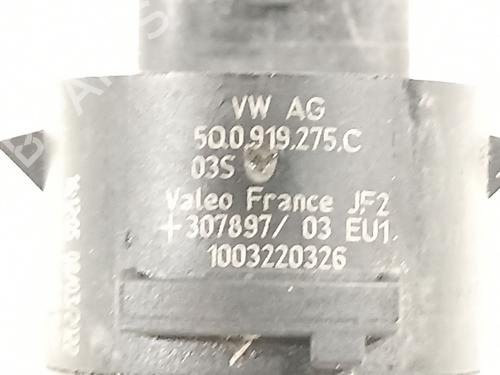 VW AG
5Q0.919.275.C
03S
Valeo France JF2
+307897/ 03 EU1
1003220326